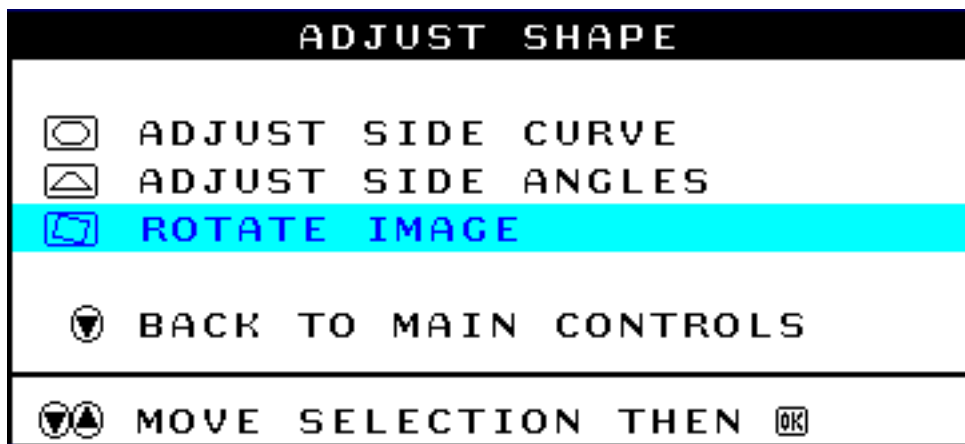 ADJUST SHAPE
ADJUST SIDE CURVE
ADJUST SIDE ANGLES
ROTATE IMAGE
BACK TO MAIN CONTROLS
MOVE SELECTION THEN OK